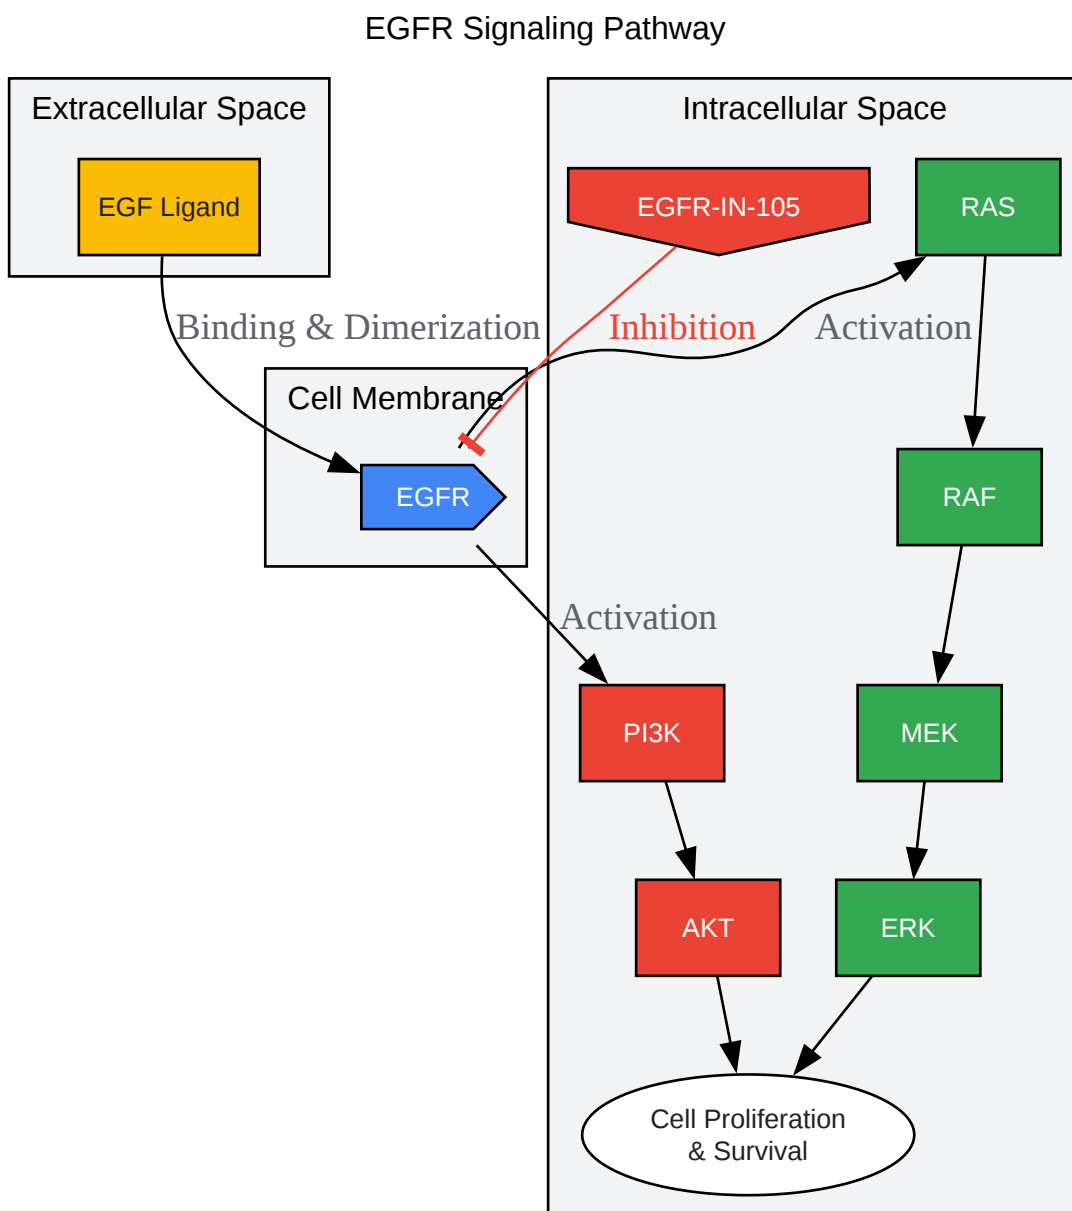 EGFR Signaling Pathway
Extracellular Space
Intracellular Space
EGF Ligand
EGFR-IN-105
RAS
Binding & Dimerization
Inhibition
Activation
Cell Membrane
EGFR
RAF
Activation
PI3K
MEK
AKT
ERK
Cell Proliferation
& Survival